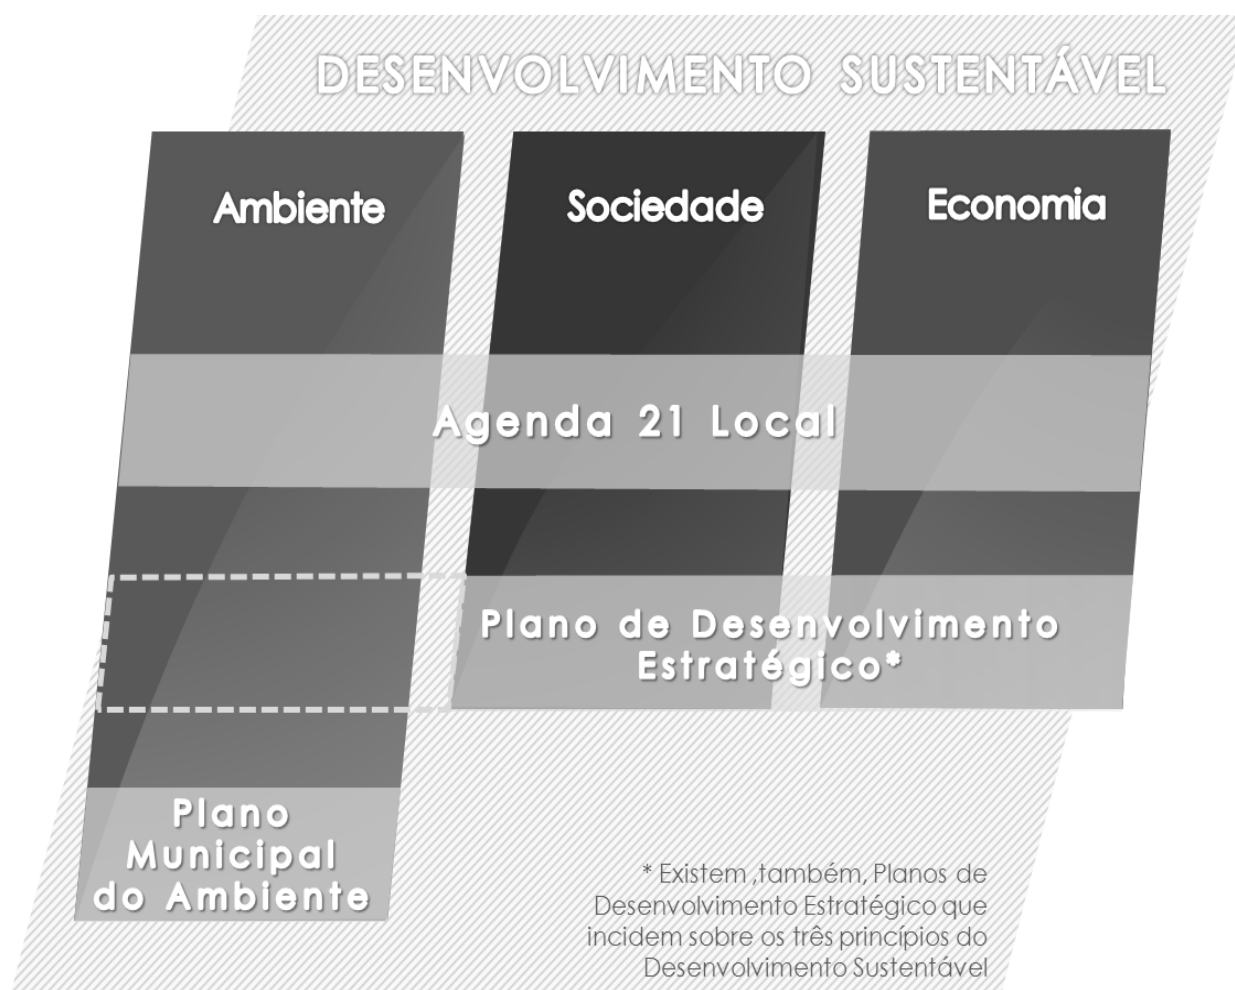 DESENVOLVIMENTO SUSTENTÁVEL
Ambiente
Sociedade
Economia
Agenda 21 Local
Plano de Desenvolvimento
Estratégico*
Plano
Municipal
do Ambiente
* Existem ,também, Planos de
Desenvolvimento Estratégico que
incidem sobre os três princípios do
Desenvolvimento Sustentável